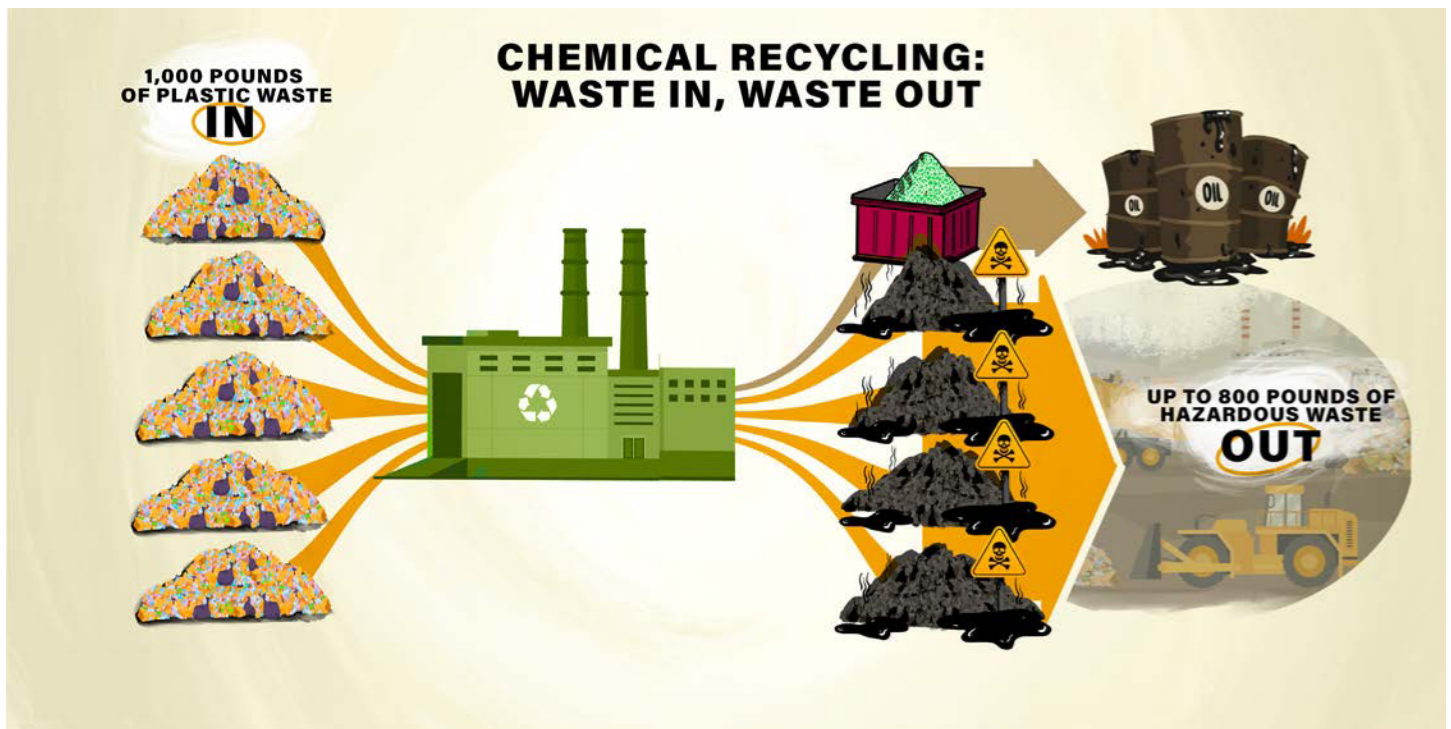 CHEMICAL RECYCLING:
WASTE IN, WASTE OUT
1,000 POUNDS
OF PLASTIC WASTE
IN
OIL
OIL
OIL
UP TO 800 POUNDS OF
HAZARDOUS WASTE
OUT